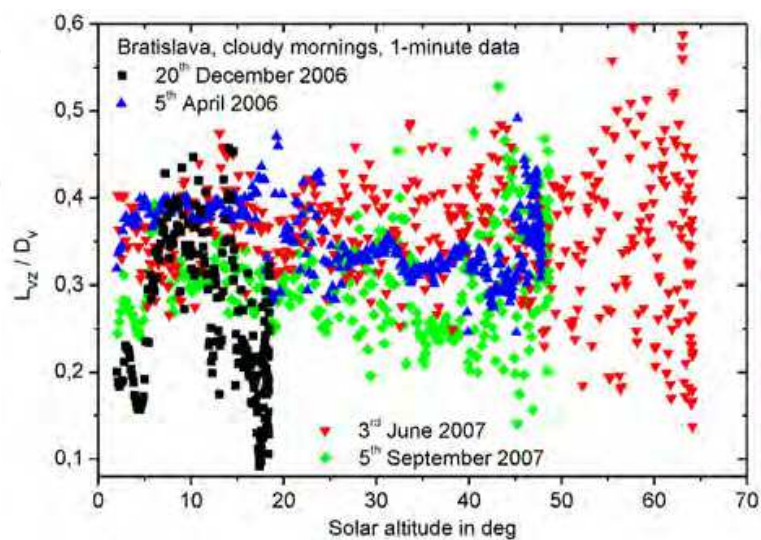 0,6
0,5
0,4
0,3
0,2
0,1
L_vz / D_v
Bratislava, cloudy mornings, 1-minute data
20th December 2006
5th April 2006
3rd June 2007
5th September 2007
0 10 20 30 40 50 60 70
Solar altitude in deg